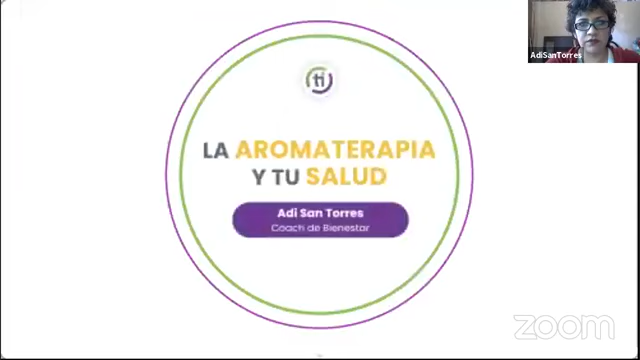 AdiSanTorres
ti
LA AROMATERAPIA
Y TU SALUD
Adi San Torres
Coach de Bienestar
zoom